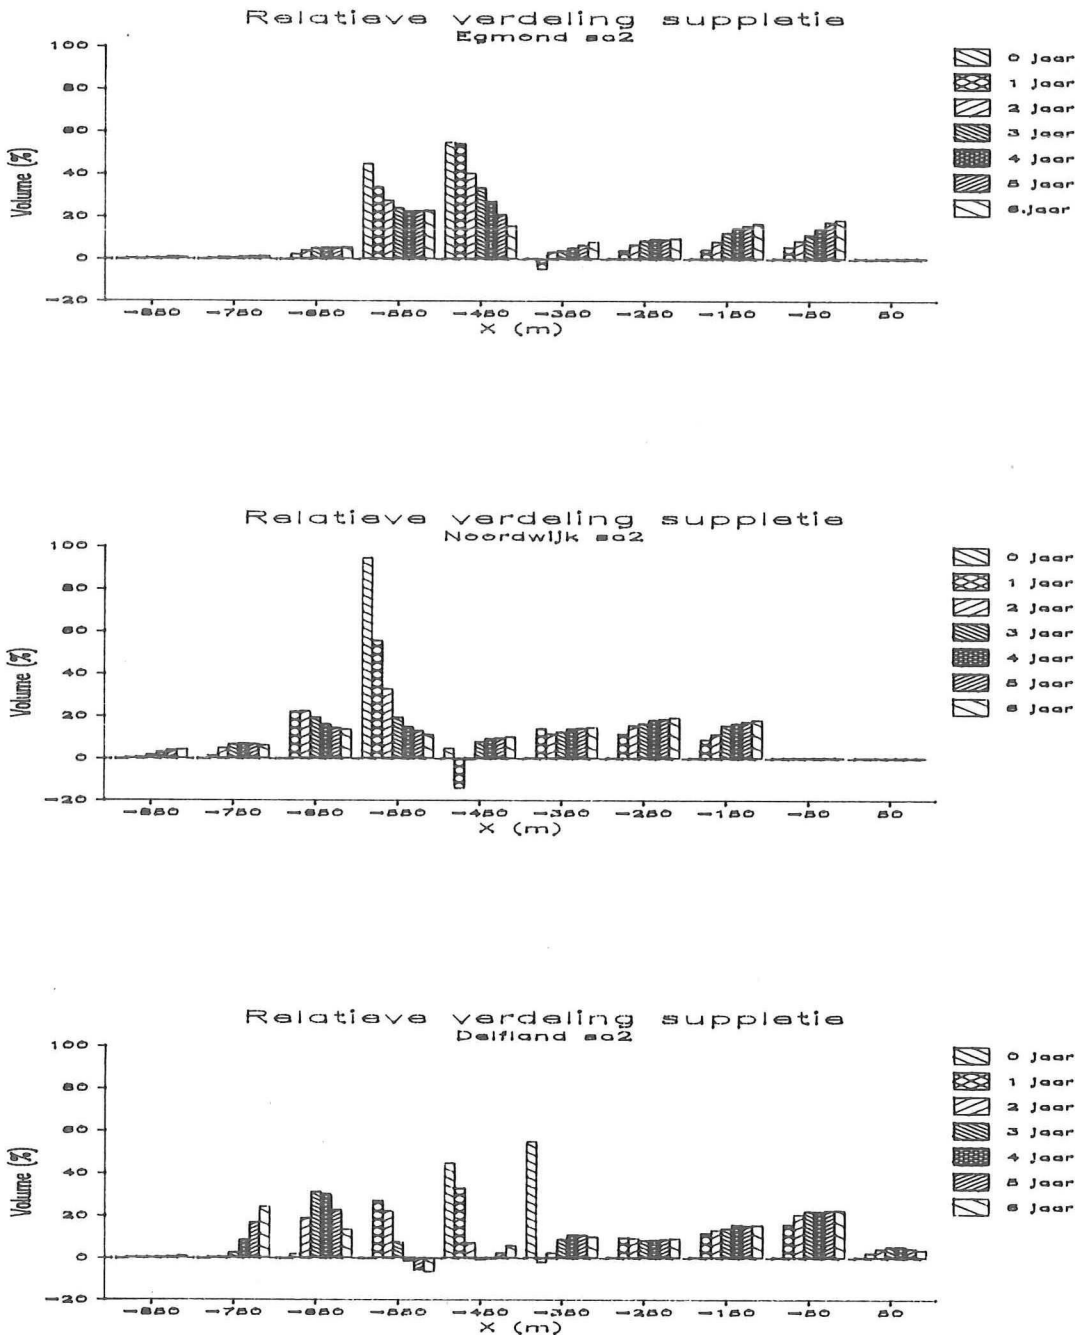 Relatieve verdeling suppletie
Egmond sa2
100
80
60
40
20
0
-20
Volume (%)
-850 -750 -650 -550 -450 -350 -250 -150 -50 50
X (m)
0 jaar
1 jaar
2 jaar
3 jaar
4 jaar
5 jaar
6.jaar
Relatieve verdeling suppletie
Noordwijk sa2
100
80
60
40
20
0
-20
Volume (%)
-850 -750 -650 -550 -450 -350 -250 -150 -50 50
X (m)
0 jaar
1 jaar
2 jaar
3 jaar
4 jaar
5 jaar
6 jaar
Relatieve verdeling suppletie
Delfland sa2
100
80
60
40
20
0
-20
Volume (%)
-850 -750 -650 -550 -450 -350 -250 -150 -50 50
X (m)
0 jaar
1 jaar
2 jaar
3 jaar
4 jaar
5 jaar
6 jaar